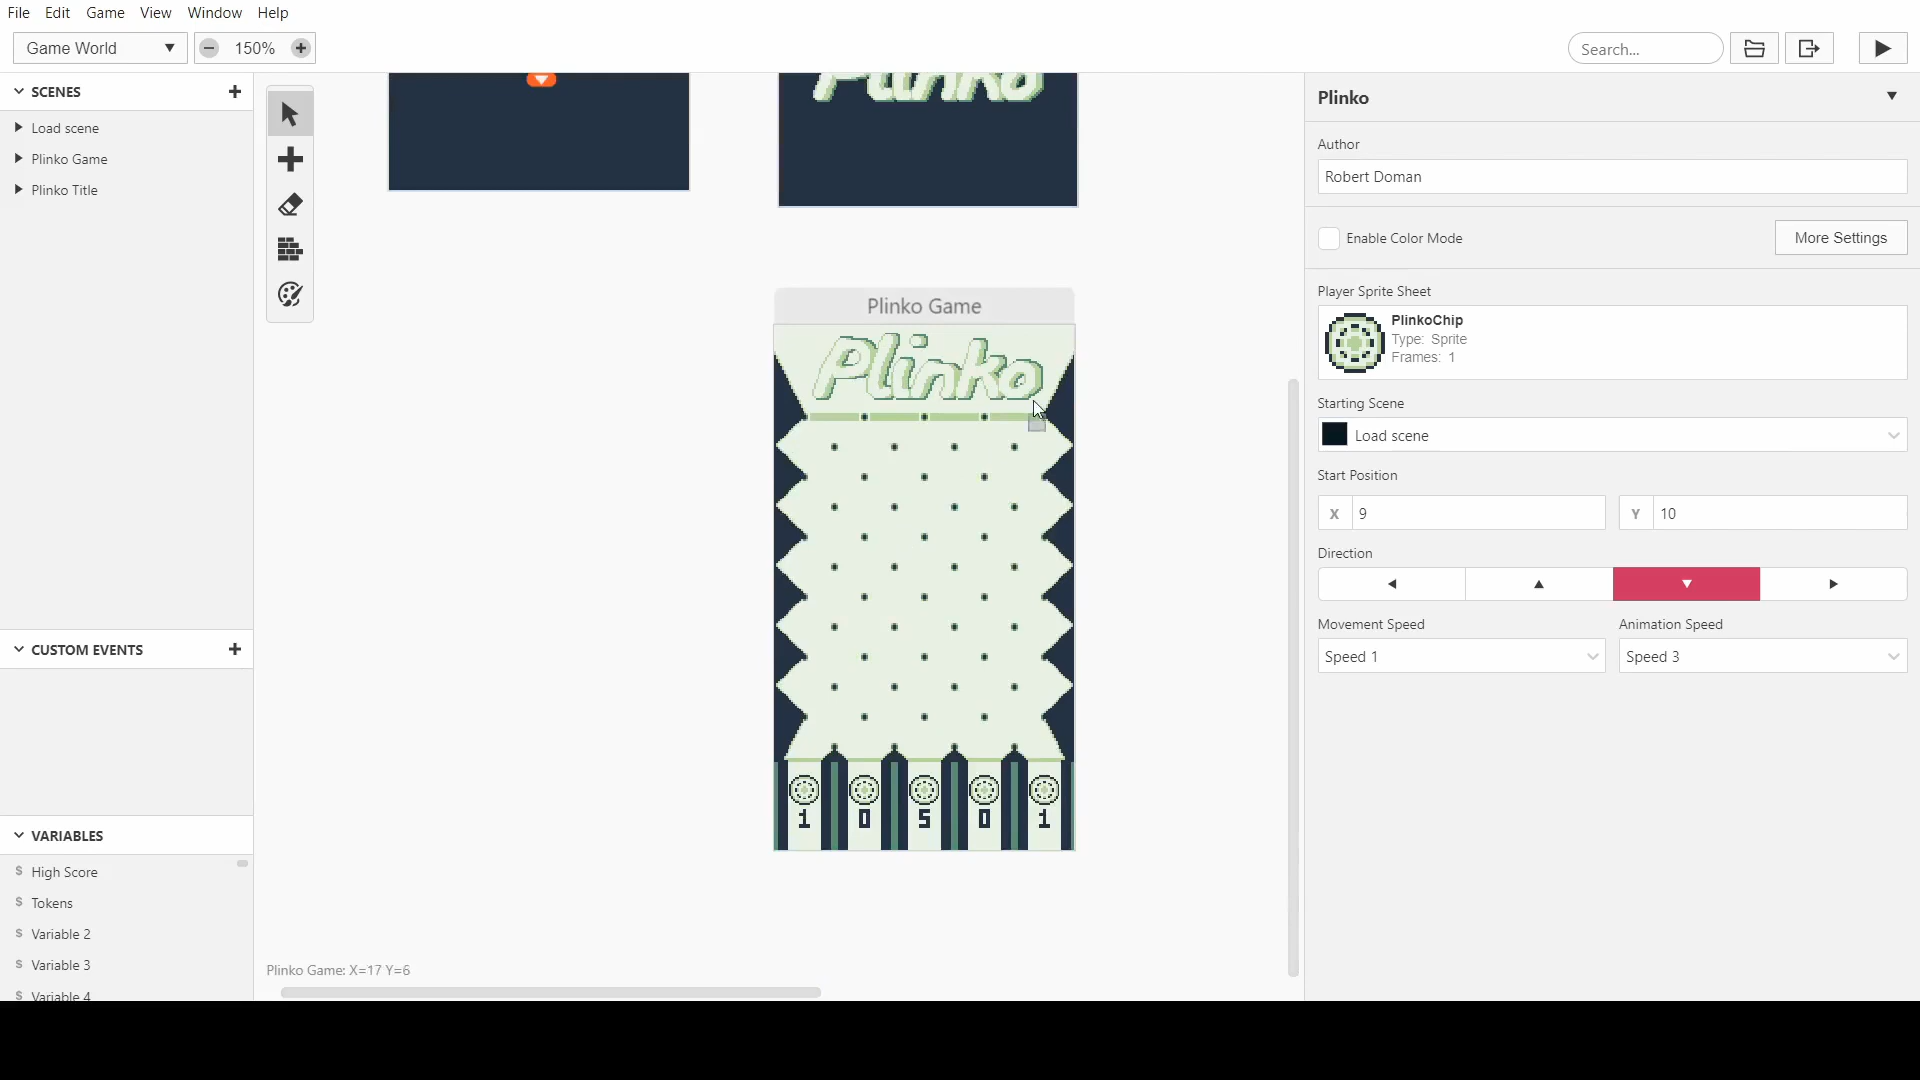 File Edit Game View Window Help
Game World 150% Search...
SCENES
Load scene
Plinko Game
Plinko Title
CUSTOM EVENTS
VARIABLES
$ High Score
$ Tokens
$ Variable 2
$ Variable 3
$ Variable 4
Plinko
Plinko Game
Plinko
1 0 5 0 1
Plinko Game: X=17 Y=6
Plinko
Author
Robert Doman
Enable Color Mode More Settings
Player Sprite Sheet
PlinkoChip
Type: Sprite
Frames: 1
Starting Scene
Load scene
Start Position
X 9 Y 10
Direction
Movement Speed Animation Speed
Speed 1 Speed 3